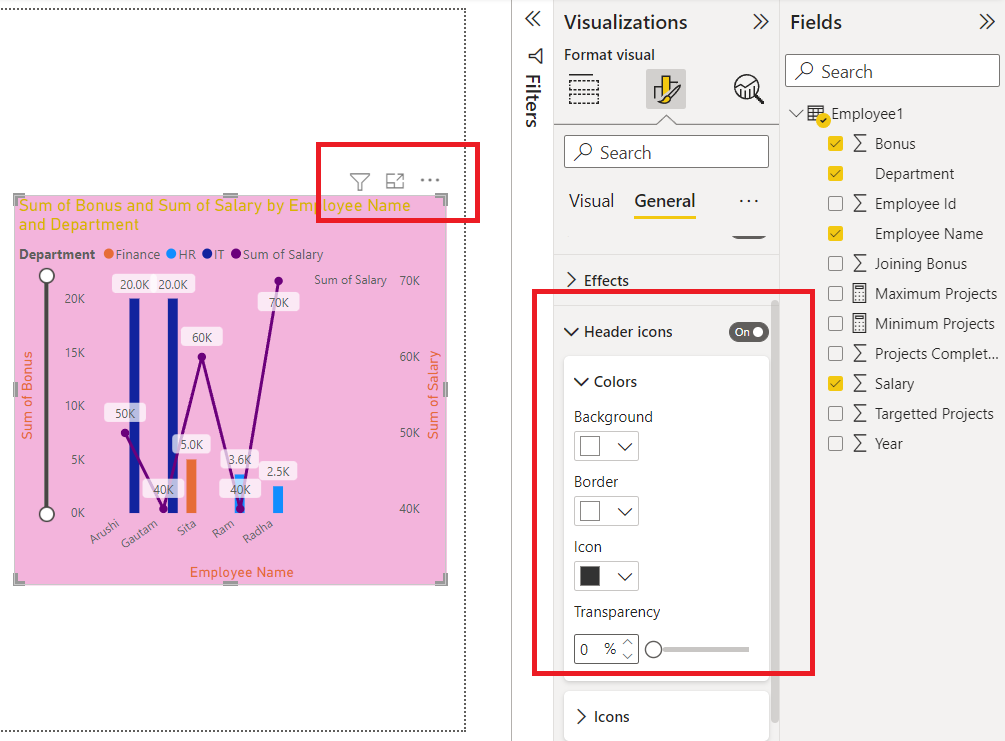 Sum of Bonus and Sum of Salary by Employee Name
and Department
Department Finance HR IT Sum of Salary
20K
15K
10K
5K
0K
Sum of Bonus
20.0K 20.0K
50K
40K
60K
5.0K
3.6K
40K
2.5K
70K
Sum of Salary
70K
60K
50K
40K
Sum of Salary
Arushi
Gautam
Sita
Ram
Radha
Employee Name
Filters
Visualizations
Format visual
Search
Visual General
Effects
Header icons On
Colors
Background
Border
Icon
Transparency
0 %
Icons
Fields
Search
Employee1
Bonus
Department
Employee Id
Employee Name
Joining Bonus
Maximum Projects
Minimum Projects
Projects Complet...
Salary
Targetted Projects
Year